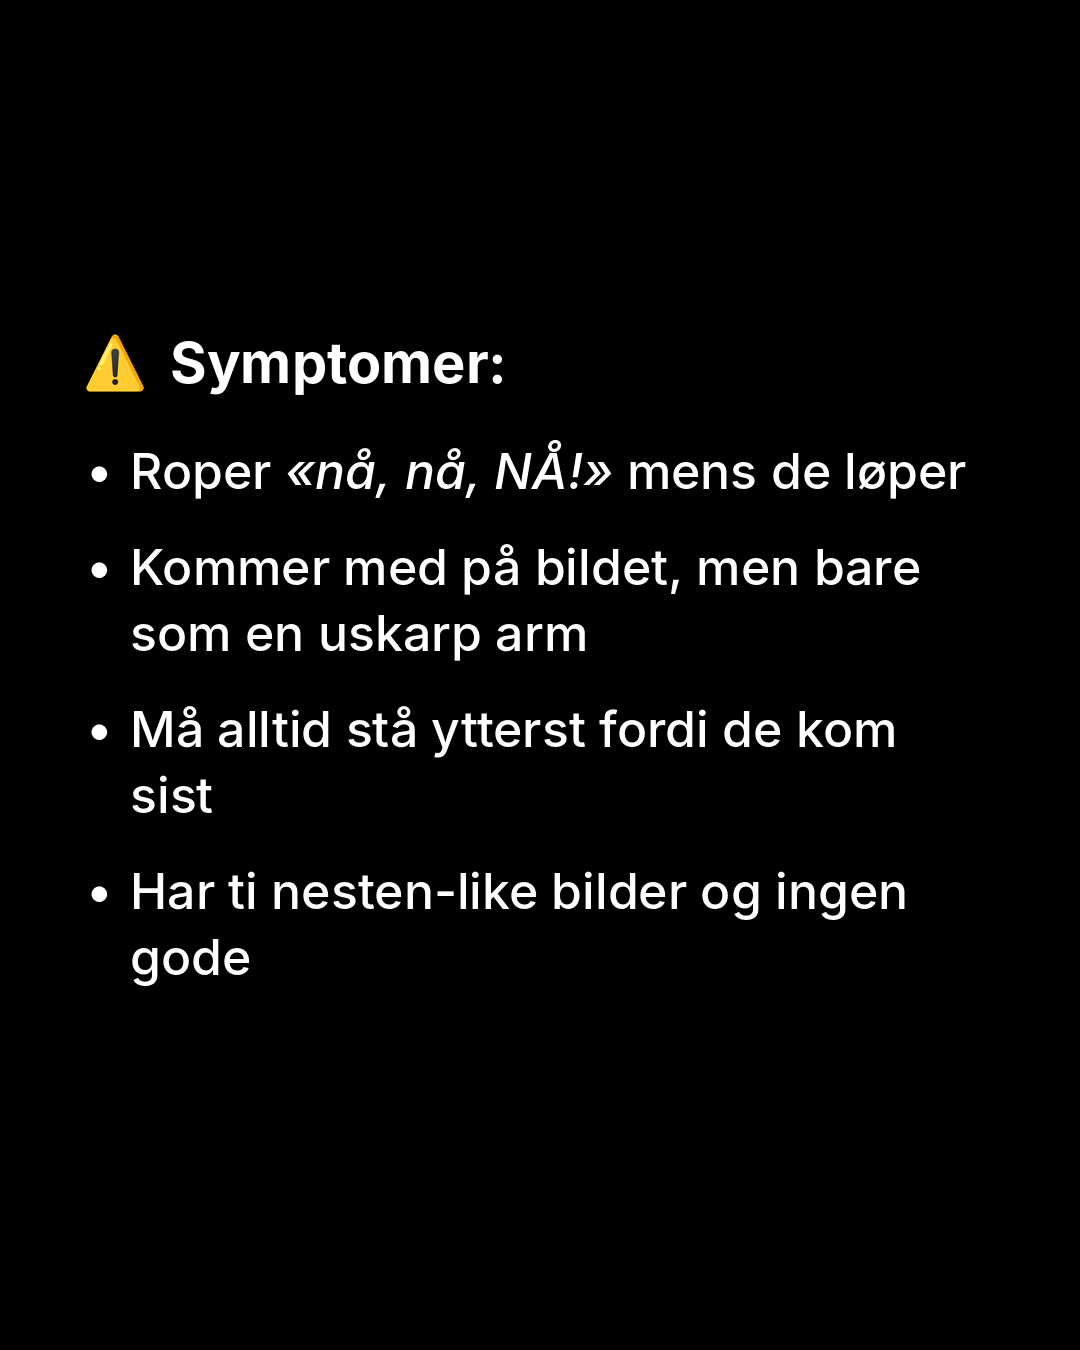 ⚠️ Symptomer:
• Roper «nå, nå, NÅ!» mens de løper
• Kommer med på bildet, men bare
som en uskarp arm
• Må alltid stå ytterst fordi de kom
sist
• Har ti nesten-like bilder og ingen
gode